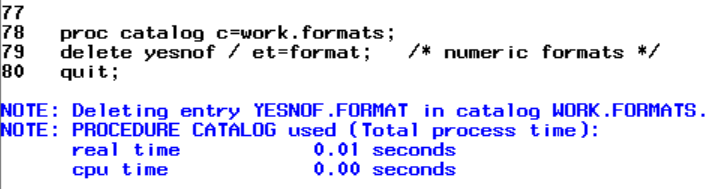 77
78 proc catalog c=work.formats;
79 delete yesnof / et=format; /* numeric formats */
80 quit;
NOTE: Deleting entry YESNOF.FORMAT in catalog WORK.FORMATS.
NOTE: PROCEDURE CATALOG used (Total process time):
real time 0.01 seconds
cpu time 0.00 seconds